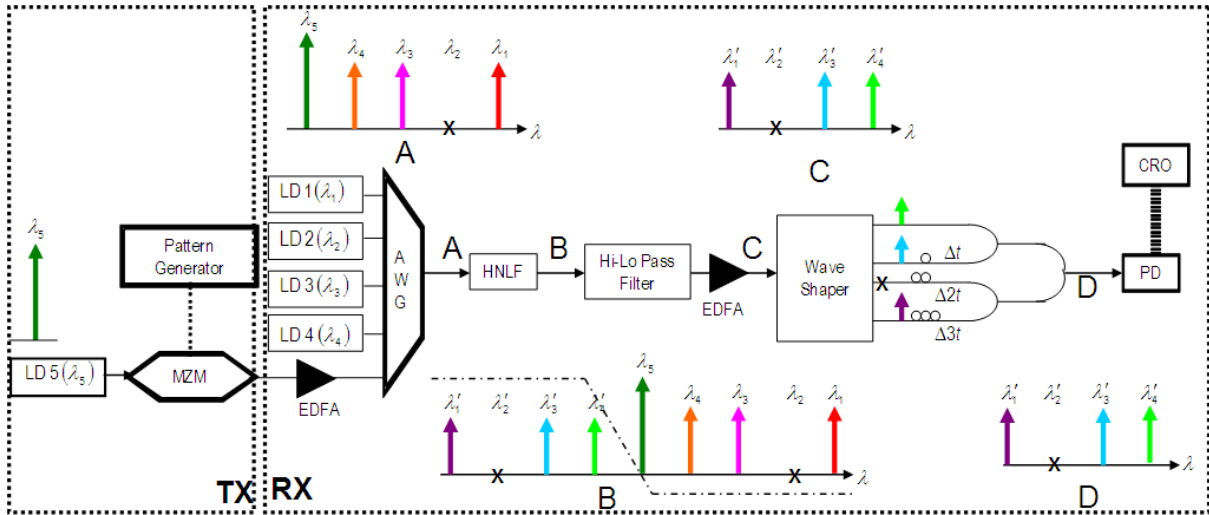 λ5
λ4 λ3 λ2 λ1
x λ
A
λ′1 λ′2 λ′3 λ′4
x λ
C
CRO
LD 1(λ1)
LD 2(λ2)
LD 3(λ3)
LD 4(λ4)
AWG
A
HNLF
B
Hi-Lo Pass
Filter
EDFA
C
Wave
Shaper
x
Δt
Δ2t
Δ3t
D
PD
λ5
Pattern
Generator
LD 5(λ5)
MZM
EDFA
λ′1 λ′2 λ′3 λ′4 λ5 λ4 λ3 λ2 λ1
x x λ
B
λ′1 λ′2 λ′3 λ′4
x λ
D
TX RX